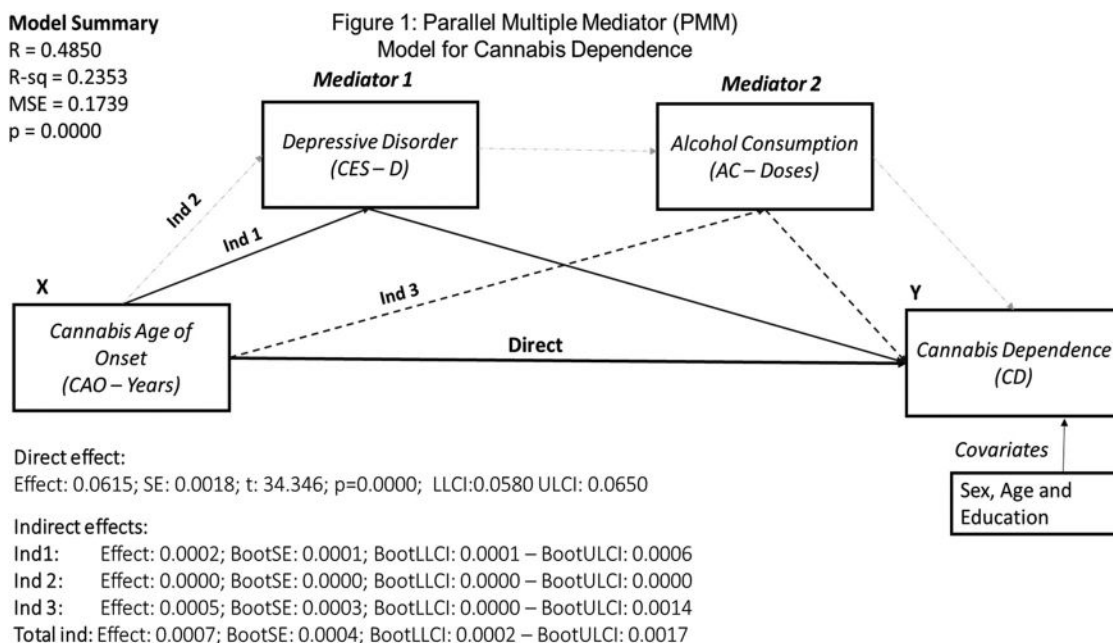 Model Summary
R = 0.4850
R-sq = 0.2353
MSE = 0.1739
p = 0.0000
Figure 1: Parallel Multiple Mediator (PMM)
Model for Cannabis Dependence
Mediator 1
Mediator 2
Depressive Disorder
(CES – D)
Alcohol Consumption
(AC – Doses)
Ind 2
Ind 1
Ind 3
X
Cannabis Age of
Onset
(CAO – Years)
Direct
Y
Cannabis Dependence
(CD)
Covariates
Sex, Age and
Education
Direct effect:
Effect: 0.0615; SE: 0.0018; t: 34.346; p=0.0000; LLCI:0.0580 ULCI: 0.0650
Indirect effects:
Ind1: Effect: 0.0002; BootSE: 0.0001; BootLLCI: 0.0001 – BootULCI: 0.0006
Ind 2: Effect: 0.0000; BootSE: 0.0000; BootLLCI: 0.0000 – BootULCI: 0.0000
Ind 3: Effect: 0.0005; BootSE: 0.0003; BootLLCI: 0.0000 – BootULCI: 0.0014
Total ind: Effect: 0.0007; BootSE: 0.0004; BootLLCI: 0.0002 – BootULCI: 0.0017